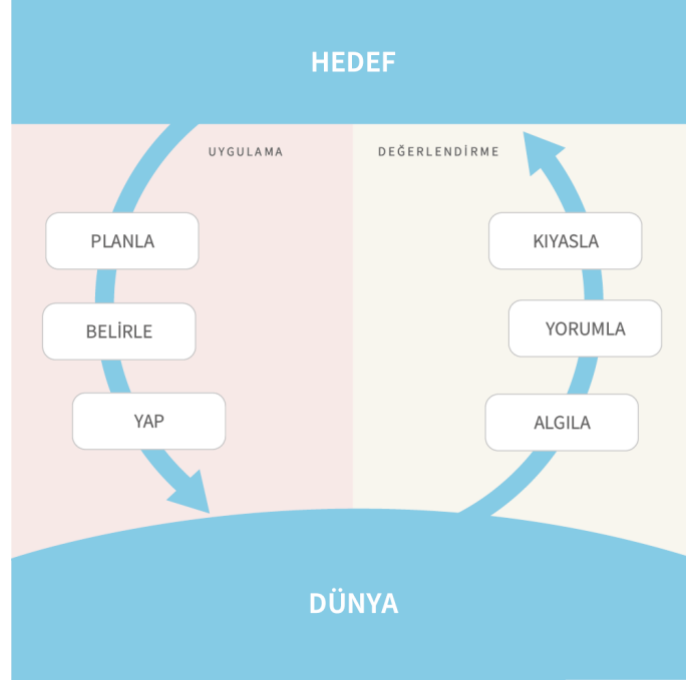 HEDEF
UYGULAMA
DEĞERLENDİRME
PLANLA
BELİRLE
YAP
KIYASLA
YORUMLA
ALGILA
DÜNYA